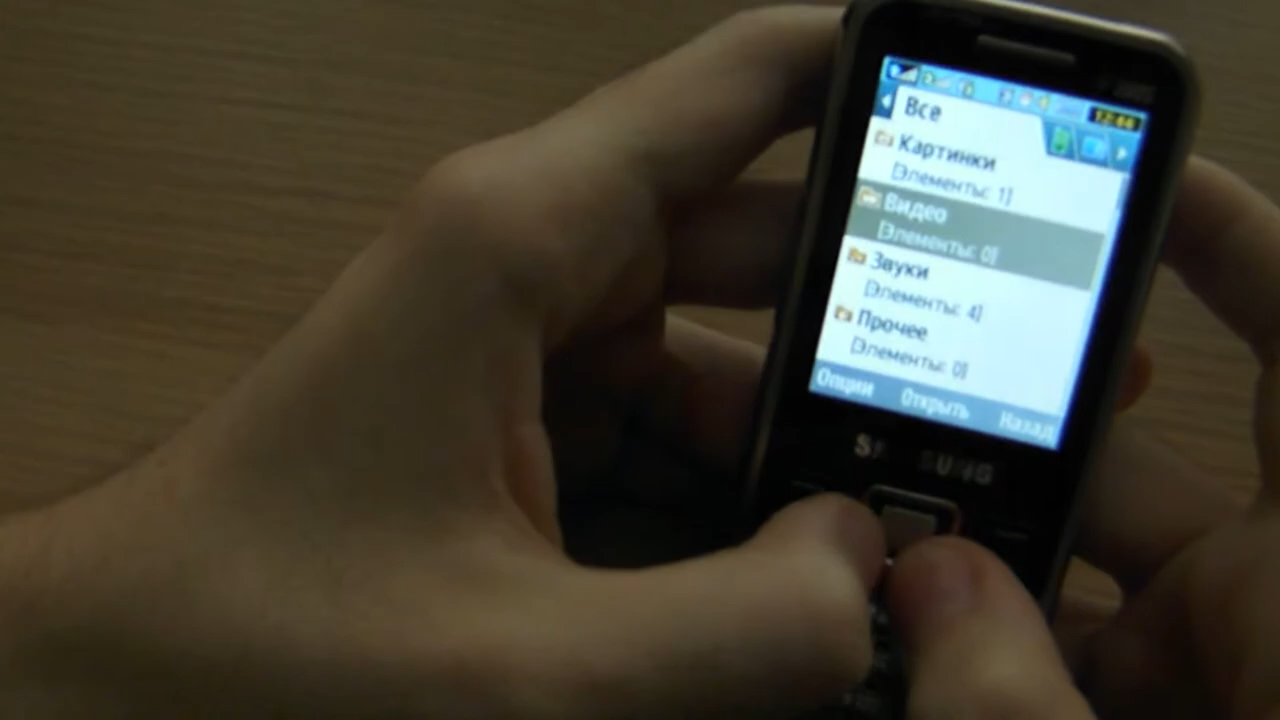 Все
Картинки
[Элементы: 1]
Видео
[Элементы: 0]
Звуки
[Элементы: 4]
Прочее
[Элементы: 0]
Опции Открыть Назад
SAMSUNG